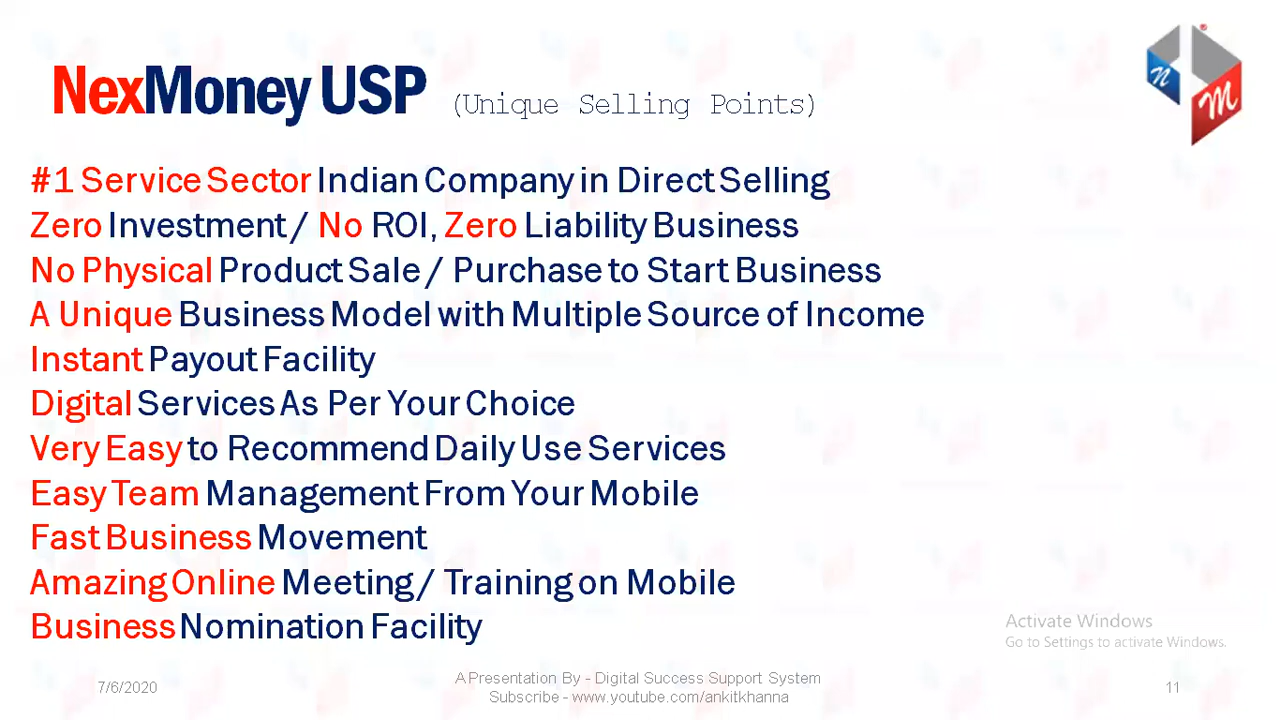 NexMoney USP (Unique Selling Points)
n
m
#1 Service Sector Indian Company in Direct Selling
Zero Investment / No ROI, Zero Liability Business
No Physical Product Sale / Purchase to Start Business
A Unique Business Model with Multiple Source of Income
Instant Payout Facility
Digital Services As Per Your Choice
Very Easy to Recommend Daily Use Services
Easy Team Management From Your Mobile
Fast Business Movement
Amazing Online Meeting / Training on Mobile
Business Nomination Facility
Activate Windows
Go to Settings to activate Windows.
7/6/2020
A Presentation By - Digital Success Support System
Subscribe - www.youtube.com/ankitkhanna
11